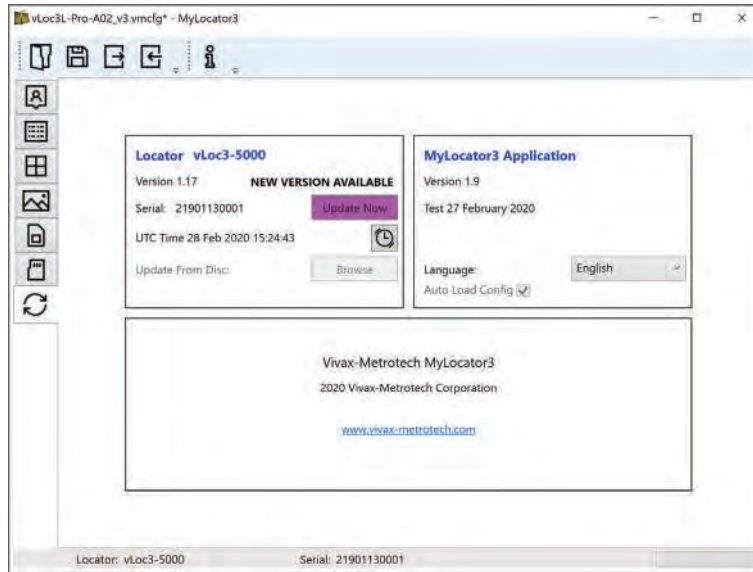 vLoc3L-Pro-A02_v3.vmcfg* - MyLocator3
Locator vLoc3-5000
Version 1.17 NEW VERSION AVAILABLE
Serial: 21901130001 Update Now
UTC Time 28 Feb 2020 15:24:43
Update From Disc: Browse
MyLocator3 Application
Version 1.9
Test 27 February 2020
Language: English
Auto Load Config
Vivax-Metrotech MyLocator3
2020 Vivax-Metrotech Corporation
www.vivax-metrotech.com
Locator: vLoc3-5000 Serial: 21901130001